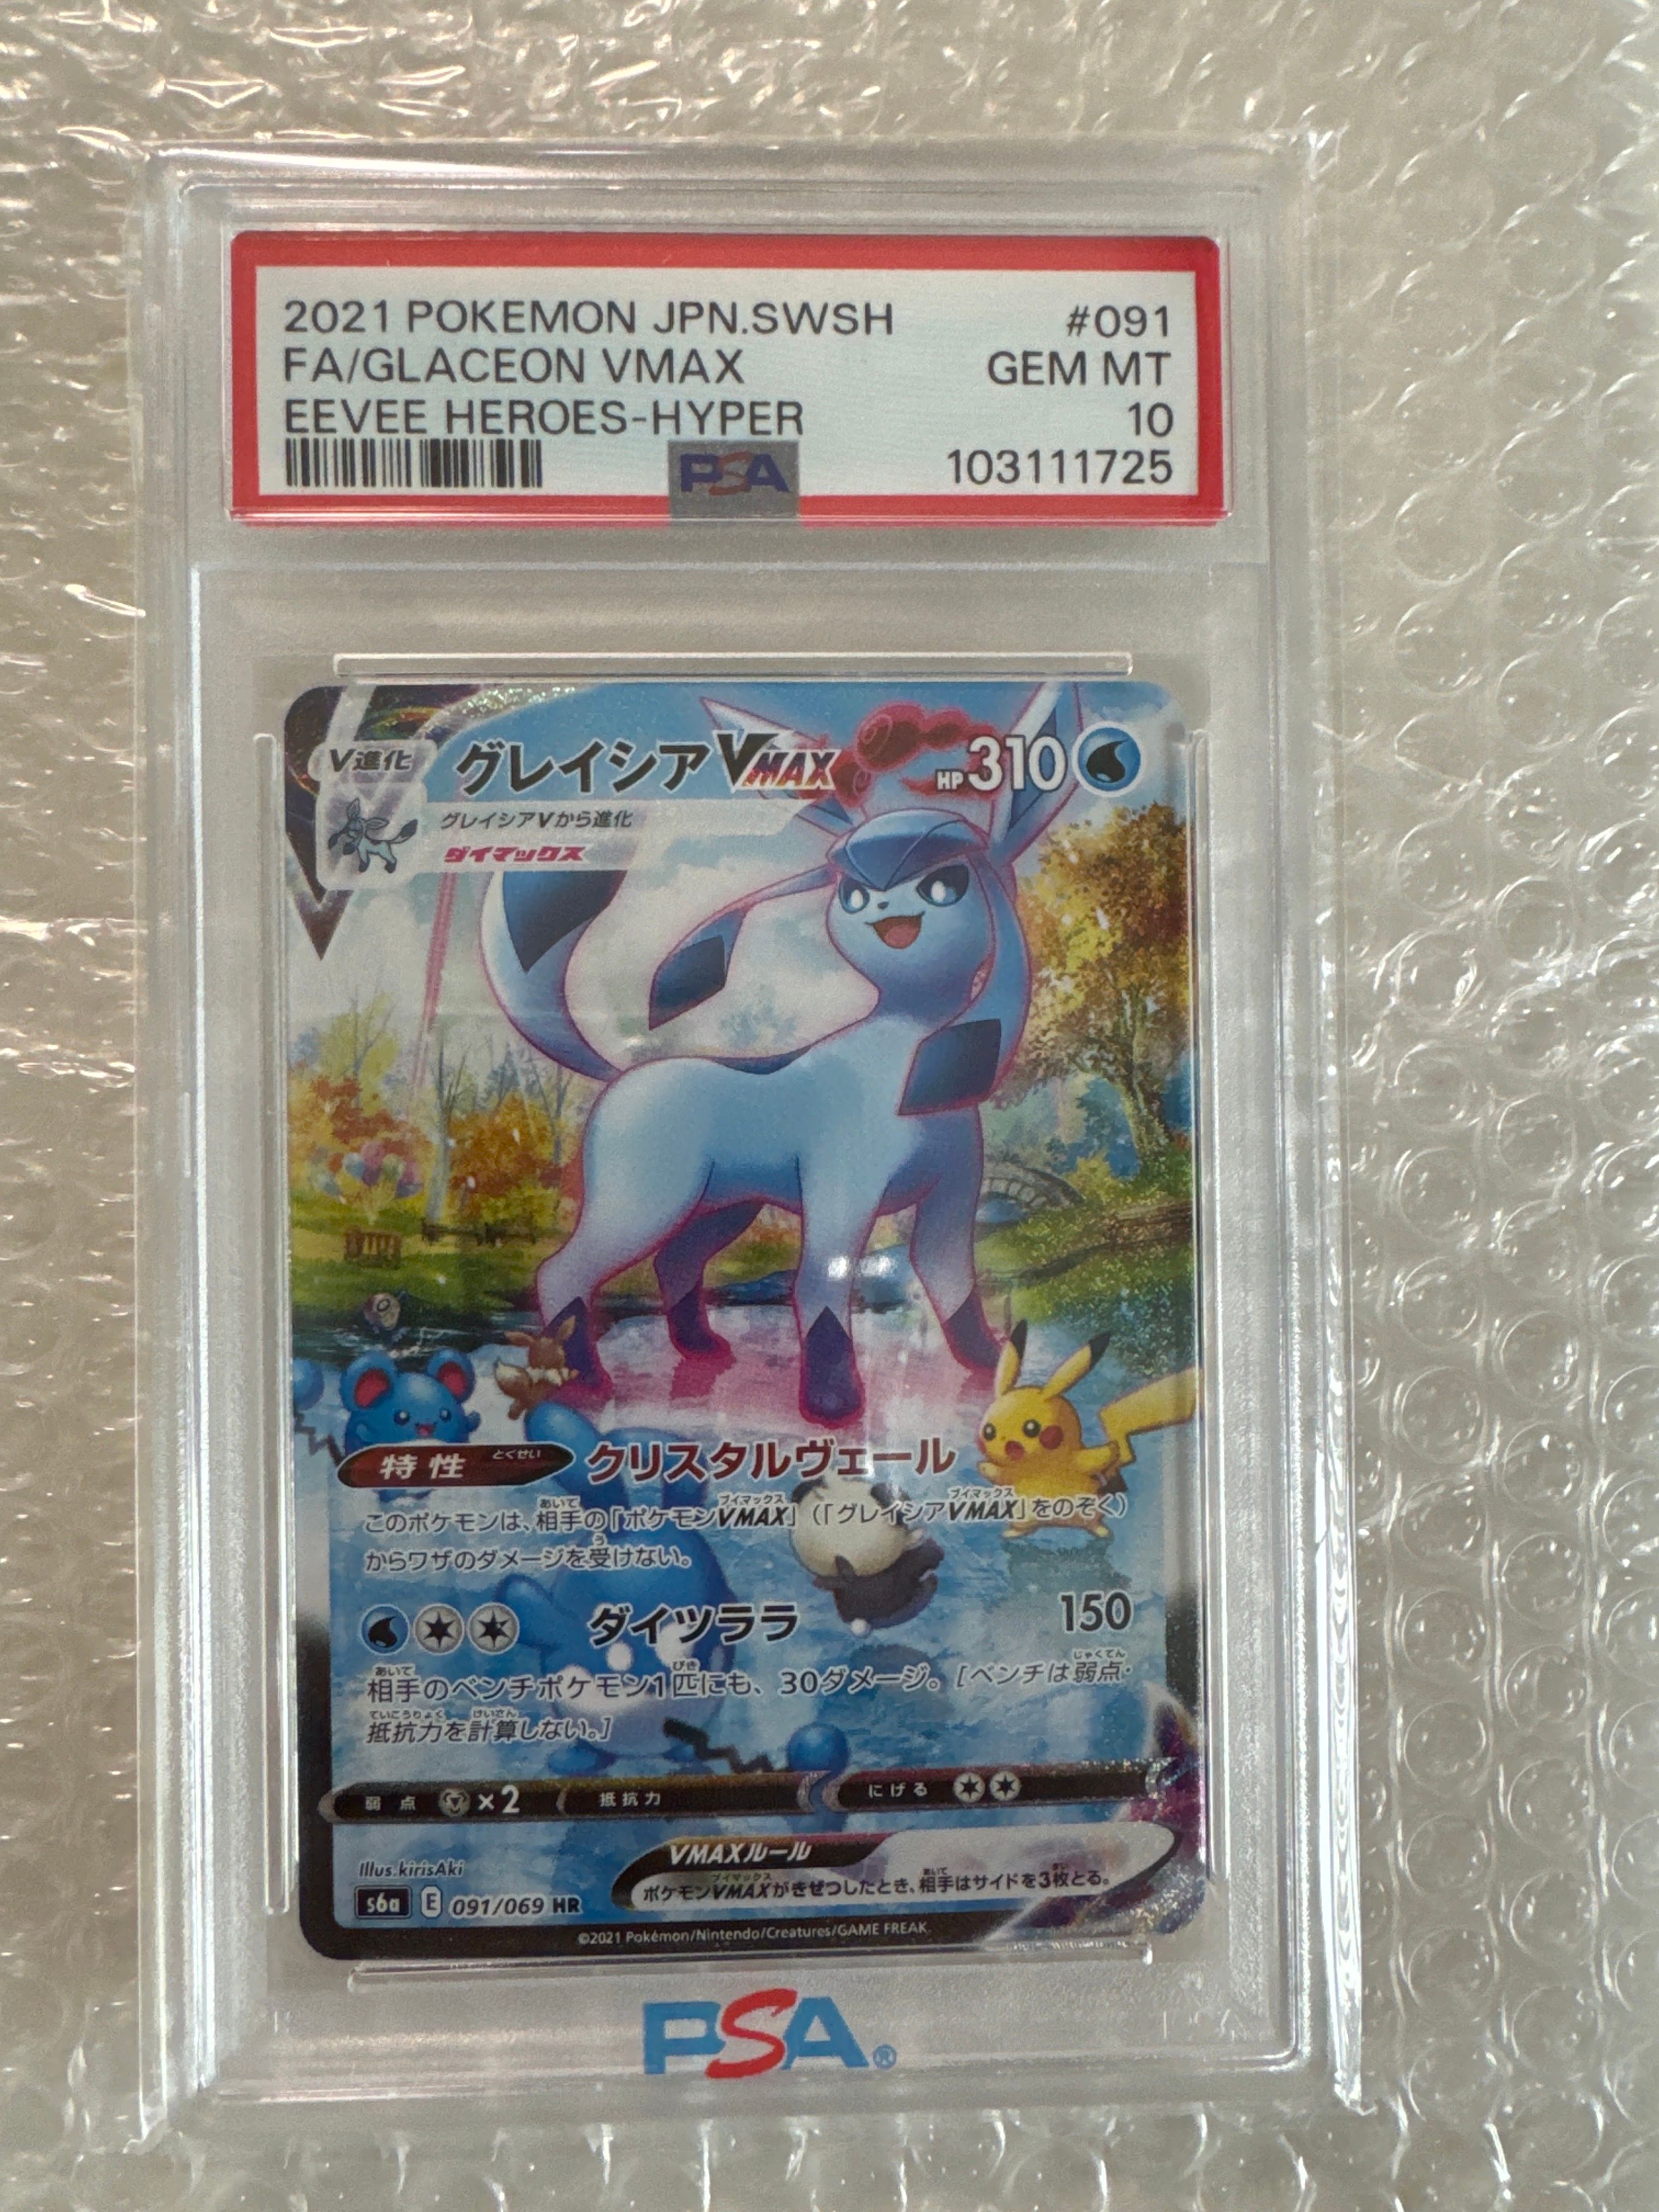 2021 POKEMON JPN.SWSH #091
FA/GLACEON VMAX GEM MT
EEVEE HEROES-HYPER 10
PSA 103111725
V進化 グレイシアVMAX HP310
グレイシアVから進化
ダイマックス
特性 とくせい クリスタルヴェール
このポケモンは、相手の「ポケモンVMAX」(「グレイシアVMAX」をのぞく)
からワザのダメージを受けない。
ダイツララ 150
相手のベンチポケモン1匹にも、30ダメージ。[ベンチは弱点・
抵抗力を計算しない。]
弱点 ×2 抵抗力 にげる
VMAXルール
ポケモンVMAXがきぜつしたとき、相手はサイドを3枚とる。
Illus.kirisAki
s6a E 091/069 HR
©2021 Pokémon/Nintendo/Creatures/GAME FREAK.
PSA®